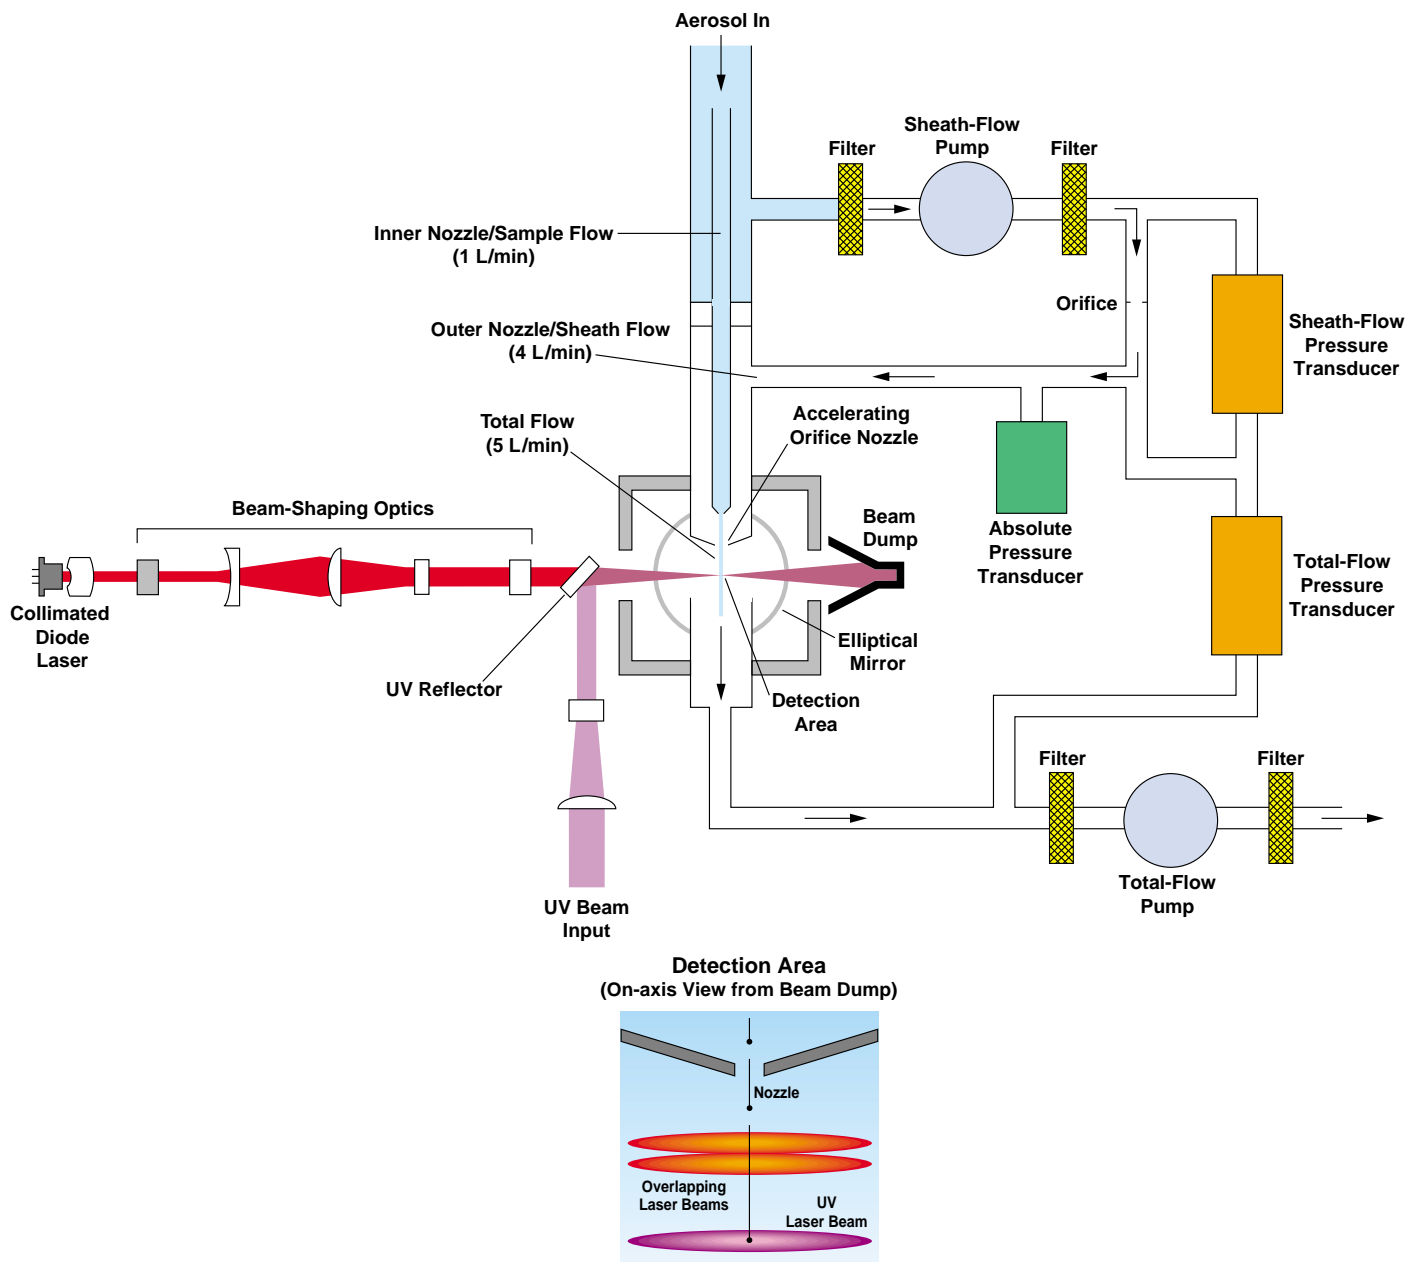 Aerosol In
Sheath-Flow
Pump
Filter
Filter
Inner Nozzle/Sample Flow
(1 L/min)
Orifice
Outer Nozzle/Sheath Flow
(4 L/min)
Sheath-Flow
Pressure
Transducer
Total Flow
(5 L/min)
Accelerating
Orifice Nozzle
Beam-Shaping Optics
Beam
Dump
Absolute
Pressure
Transducer
Total-Flow
Pressure
Transducer
Collimated
Diode
Laser
Elliptical
Mirror
UV Reflector
Detection
Area
Filter
Filter
Total-Flow
Pump
UV Beam
Input
Detection Area
(On-axis View from Beam Dump)
Nozzle
Overlapping
Laser Beams
UV
Laser Beam